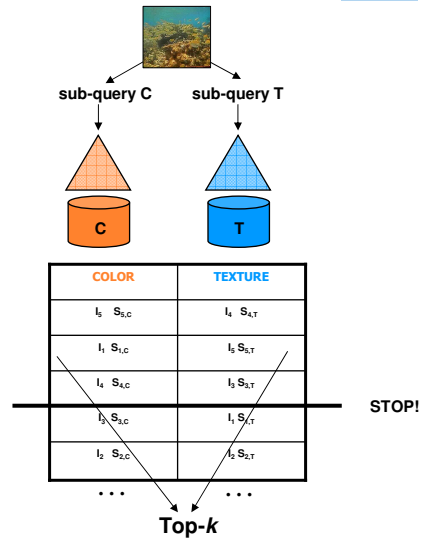 sub-query C sub-query T
C T
COLOR TEXTURE
I₅ S₅,C I₄ S₄,T
I₁ S₁,C I₅ S₅,T
I₄ S₄,C I₃ S₃,T
STOP!
I₃ S₃,C I₁ S₁,T
I₂ S₂,C I₂ S₂,T
. . . . . .
Top-k